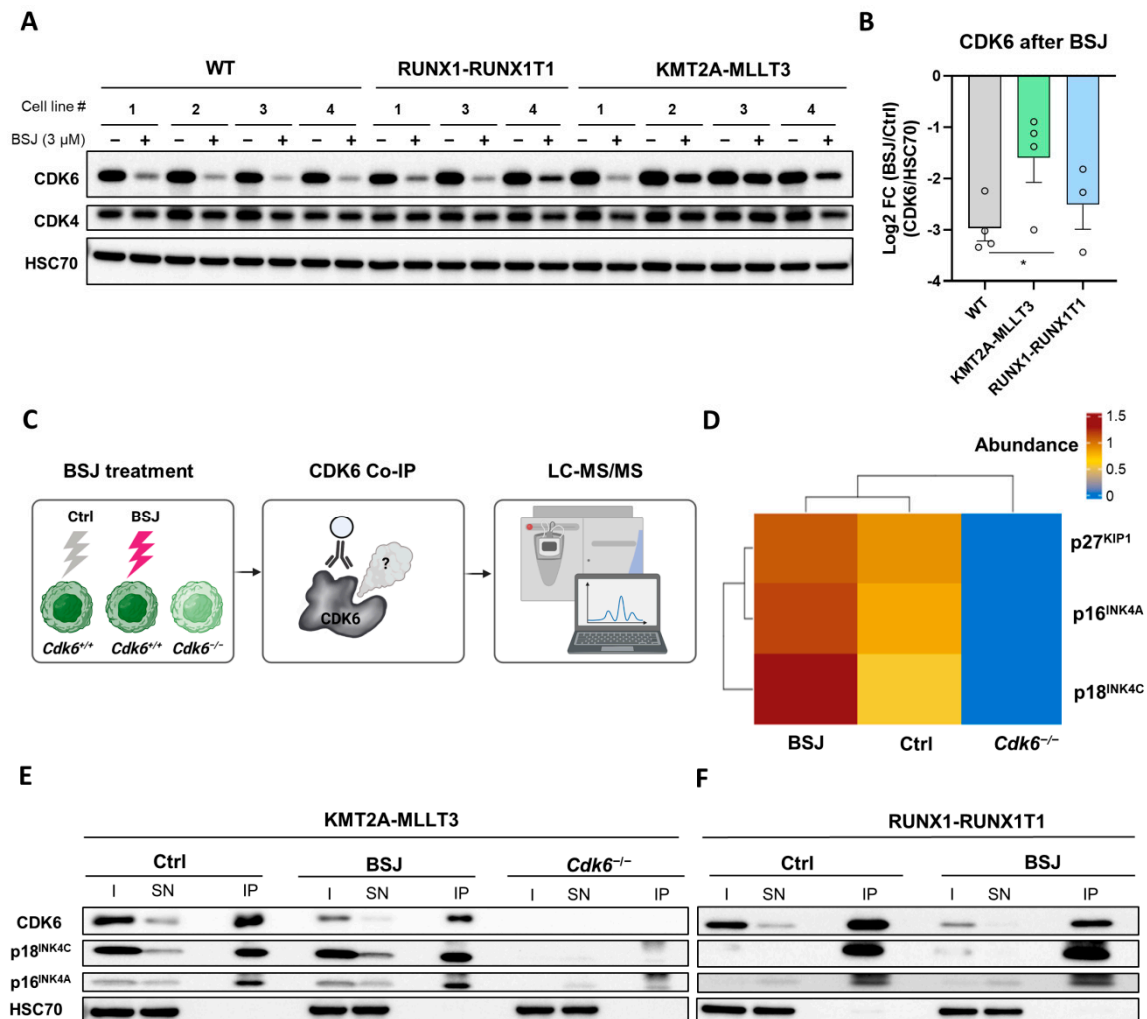 A
WT RUNX1-RUNX1T1 KMT2A-MLLT3
Cell line # 1 2 3 4 1 3 4 1 2 3 4
BSJ (3 µM) – + – + – + – + – + – + – + – + – + – + – +
CDK6
CDK4
HSC70
B
CDK6 after BSJ
Log2 FC (BSJ/Ctrl)
(CDK6/HSC70)
0
-1
-2
-3
-4
*
WT
KMT2A-MLLT3
RUNX1-RUNX1T1
C
BSJ treatment CDK6 Co-IP LC-MS/MS
Ctrl BSJ
?
CDK6
Cdk6+/+ Cdk6+/+ Cdk6−/−
D
Abundance
1.5
1
0.5
0
p27KIP1
p16INK4A
p18INK4C
BSJ Ctrl Cdk6−/−
E
KMT2A-MLLT3
Ctrl BSJ Cdk6−/−
I SN IP I SN IP I SN IP
CDK6
p18INK4C
p16INK4A
HSC70
F
RUNX1-RUNX1T1
Ctrl BSJ
I SN IP I SN IP